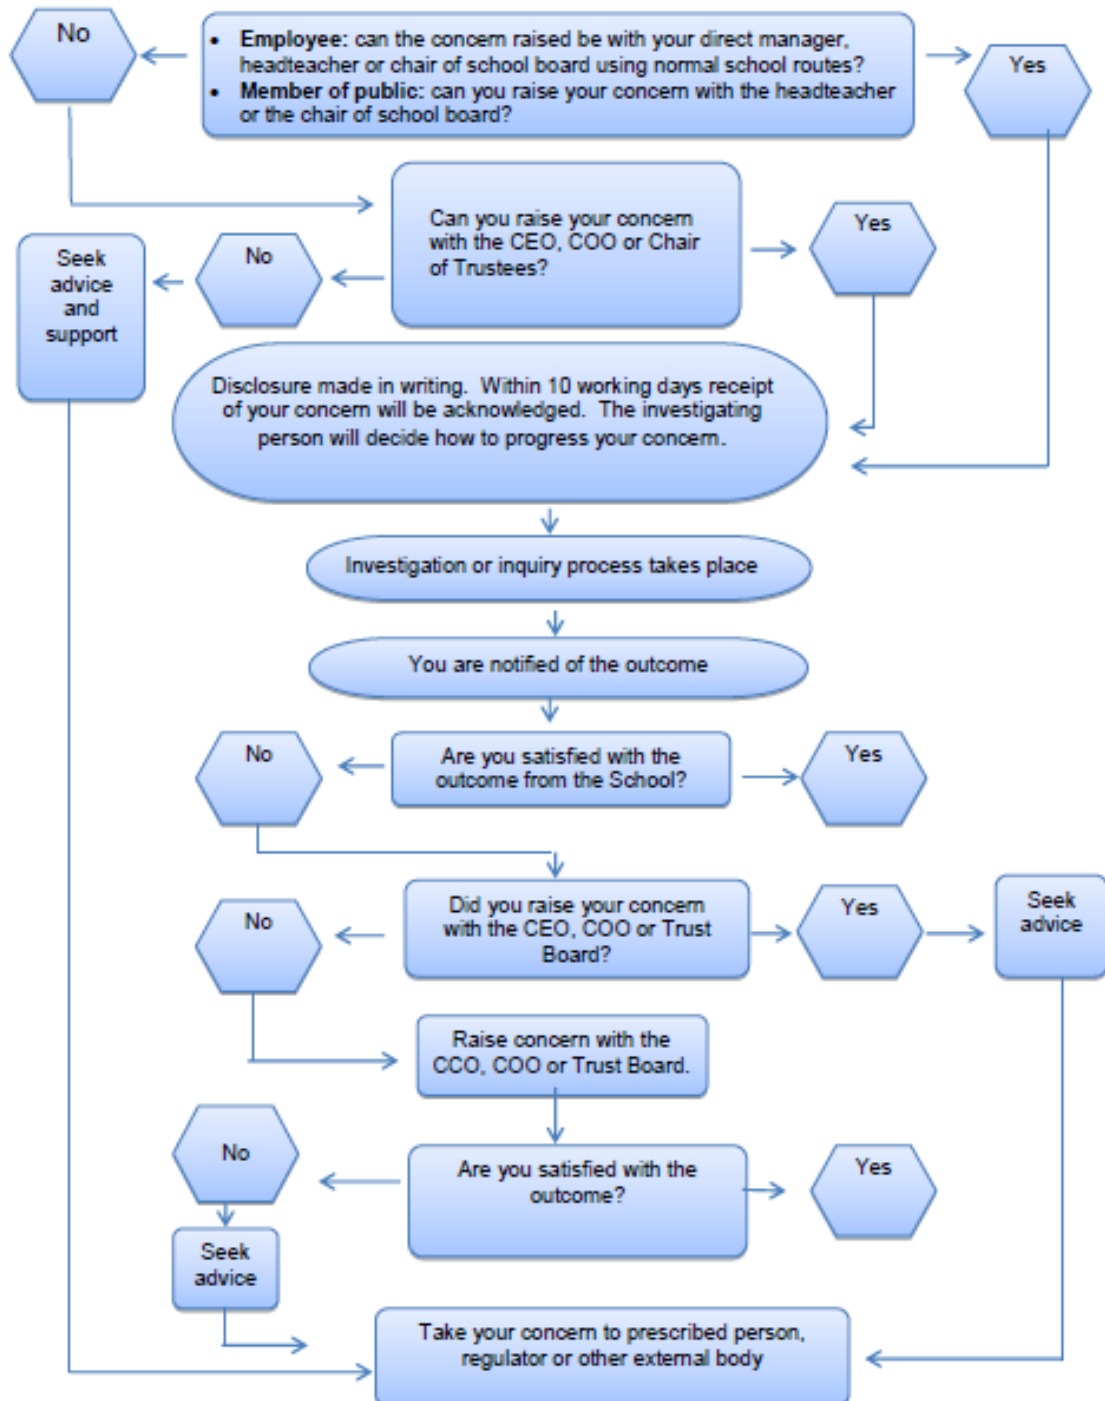 No
• Employee: can the concern raised be with your direct manager,
headteacher or chair of school board using normal school routes?
• Member of public: can you raise your concern with the headteacher
or the chair of school board?
Yes
Can you raise your concern
with the CEO, COO or Chair
of Trustees?
Yes
No
Seek
advice
and
support
Disclosure made in writing. Within 10 working days receipt
of your concern will be acknowledged. The investigating
person will decide how to progress your concern.
Investigation or inquiry process takes place
You are notified of the outcome
No
Are you satisfied with the
outcome from the School?
Yes
No
Did you raise your concern
with the CEO, COO or Trust
Board?
Yes
Seek
advice
Raise concern with the
CCO, COO or Trust Board.
No
Are you satisfied with the
outcome?
Yes
Seek
advice
Take your concern to prescribed person,
regulator or other external body